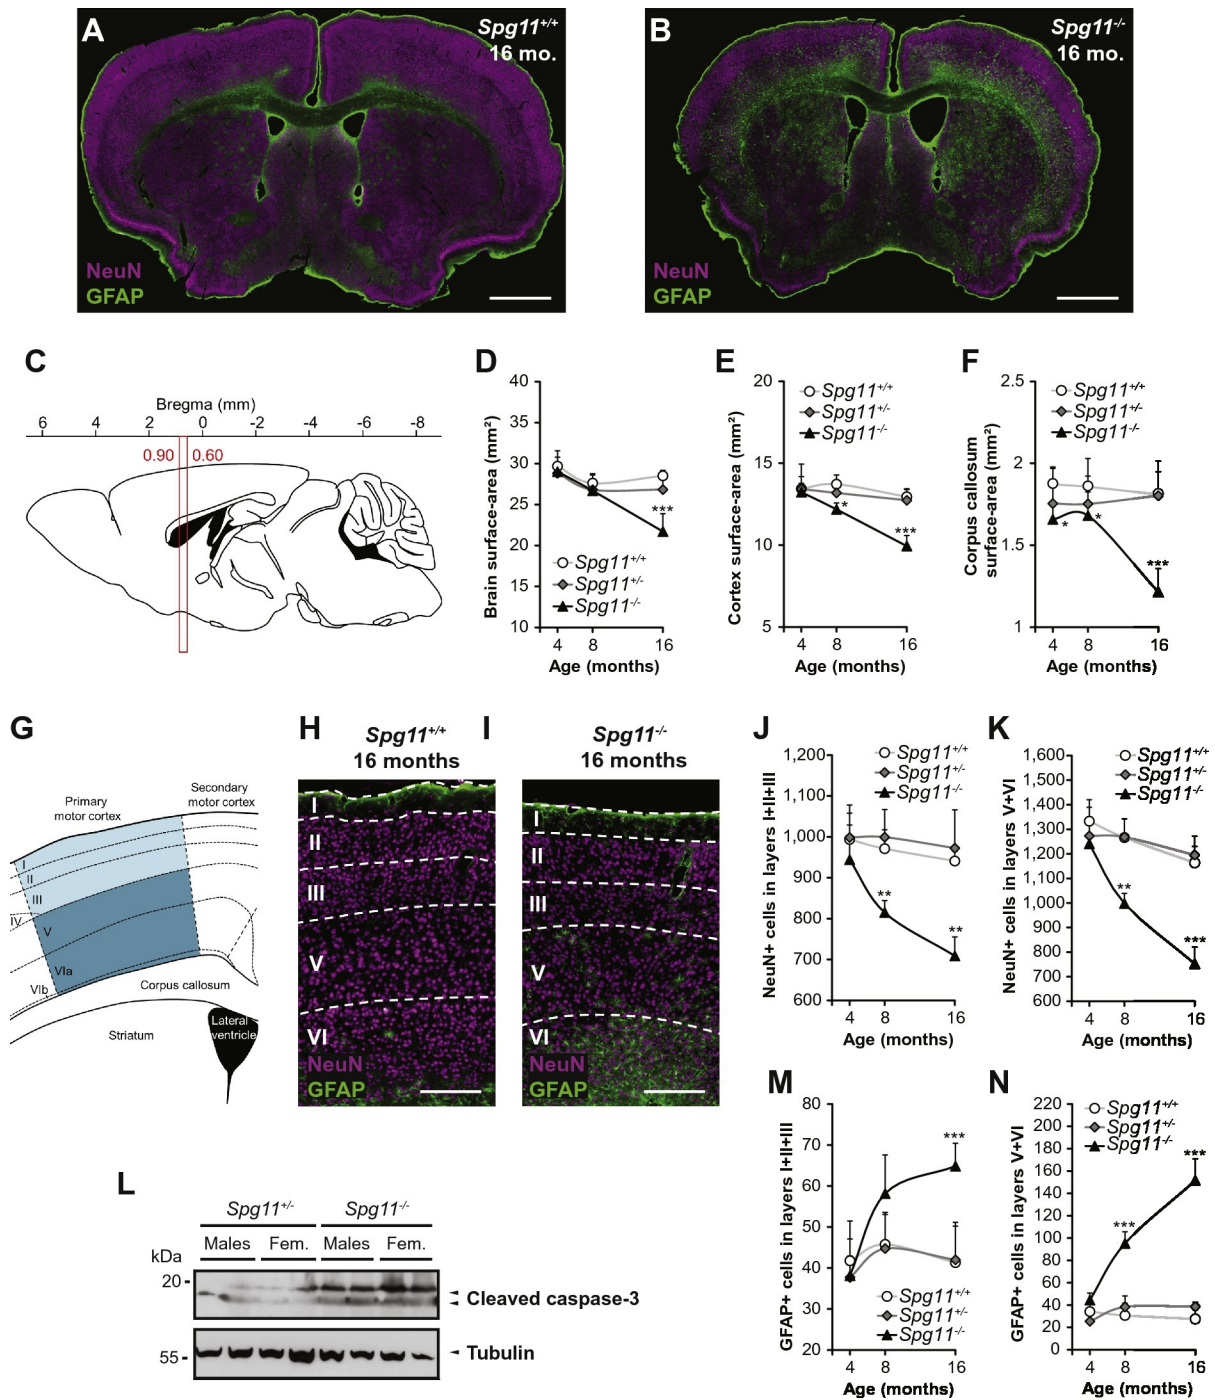 A
Spg11+/+
16 mo.
NeuN
GFAP
B
Spg11-/-
16 mo.
NeuN
GFAP
C
Bregma (mm)
6 4 2 0 -2 -4 -6 -8
0.90 0.60
D
Brain surface-area (mm²)
40
35
30
25
20
15
10
Spg11+/+
Spg11+/-
Spg11-/-
***
4 8 16
Age (months)
E
Cortex surface-area (mm²)
20
15
10
5
Spg11+/+
Spg11+/-
Spg11-/-
*
***
4 8 16
Age (months)
F
Corpus callosum
surface-area (mm²)
2.5
2
1.5
1
Spg11+/+
Spg11+/-
Spg11-/-
* *
***
4 8 16
Age (months)
G
Primary
motor cortex
Secondary
motor cortex
I
II
III
IV
V
VIa
VIb
Corpus callosum
Striatum
Lateral
ventricle
H
Spg11+/+
16 months
I
II
III
V
VI
NeuN
GFAP
I
Spg11-/-
16 months
I
II
III
V
VI
NeuN
GFAP
J
NeuN+ cells in layers I+II+III
1,200
1,100
1,000
900
800
700
600
Spg11+/+
Spg11+/-
Spg11-/-
**
**
4 8 16
Age (months)
K
NeuN+ cells in layers V+VI
1,600
1,500
1,400
1,300
1,200
1,100
1,000
900
800
700
600
Spg11+/+
Spg11+/-
Spg11-/-
**
***
4 8 16
Age (months)
L
Spg11+/- Spg11-/-
Males Fem. Males Fem.
kDa
20
Cleaved caspase-3
55
Tubulin
M
GFAP+ cells in layers I+II+III
80
70
60
50
40
30
20
***
Spg11+/+
Spg11+/-
Spg11-/-
4 8 16
Age (months)
N
GFAP+ cells in layers V+VI
220
200
180
160
140
120
100
80
60
40
20
0
Spg11+/+
Spg11+/-
Spg11-/-
***
***
4 8 16
Age (months)